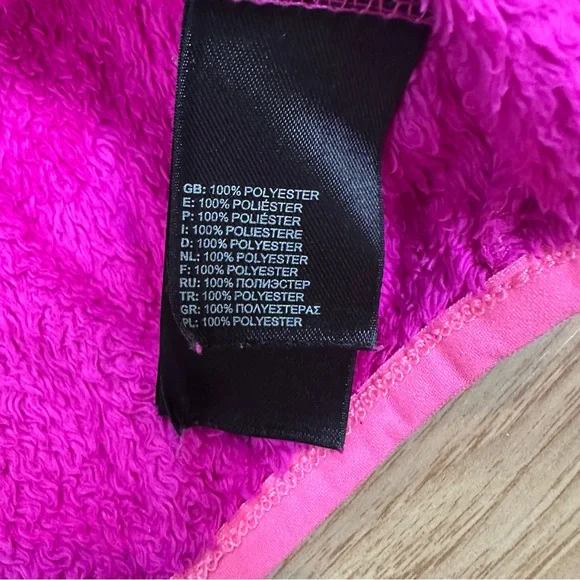 GB: 100% POLYESTER
E: 100% POLIÉSTER
P: 100% POLIÉSTER
I: 100% POLIESTERE
D: 100% POLYESTER
NL: 100% POLYESTER
F: 100% POLYESTER
RU: 100% ПОЛИЭСТЕР
TR: 100% POLYESTER
GR: 100% ΠΟΛΥΕΣΤΕΡΑΣ
PL: 100% POLYESTER